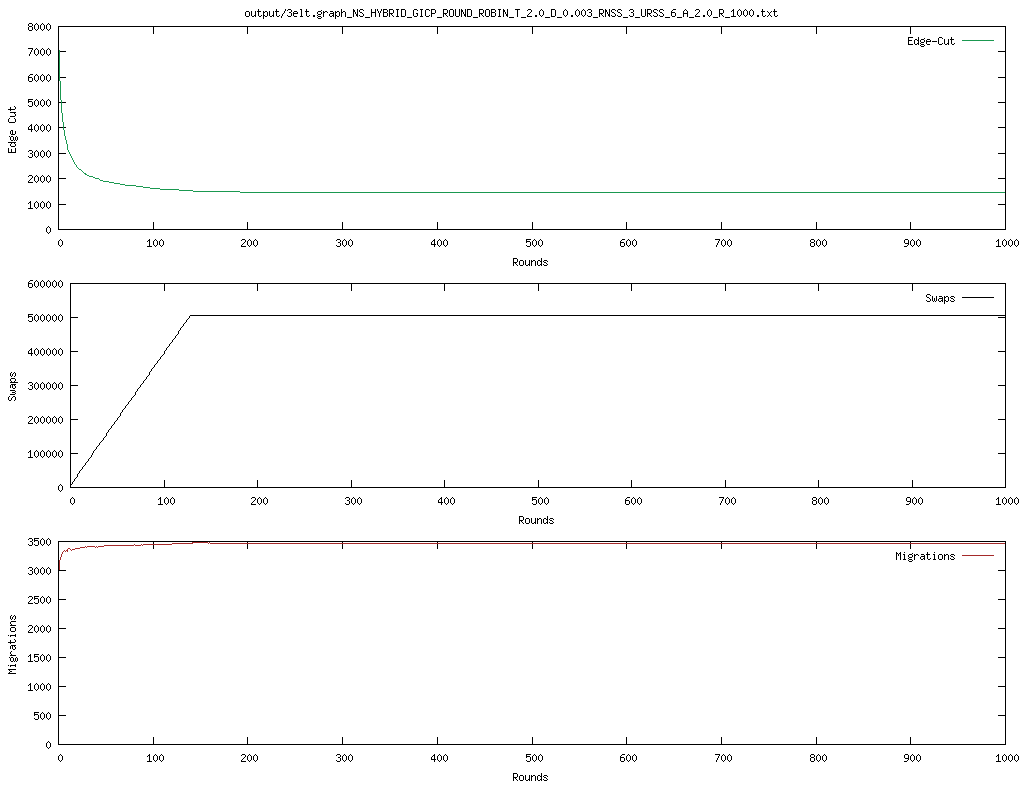 output/3elt.graph_NS_HYBRID_GICP_ROUND_ROBIN_T_2.0_D_0.003_RNSS_3_URSS_6_A_2.0_R_1000.txt
8000
7000
6000
5000
4000
3000
2000
1000
0
Edge Cut
Edge-Cut
0 100 200 300 400 500 600 700 800 900 1000
Rounds
600000
500000
400000
300000
200000
100000
0
Swaps
Swaps
0 100 200 300 400 500 600 700 800 900 1000
Rounds
3500
3000
2500
2000
1500
1000
500
0
Migrations
Migrations
0 100 200 300 400 500 600 700 800 900 1000
Rounds